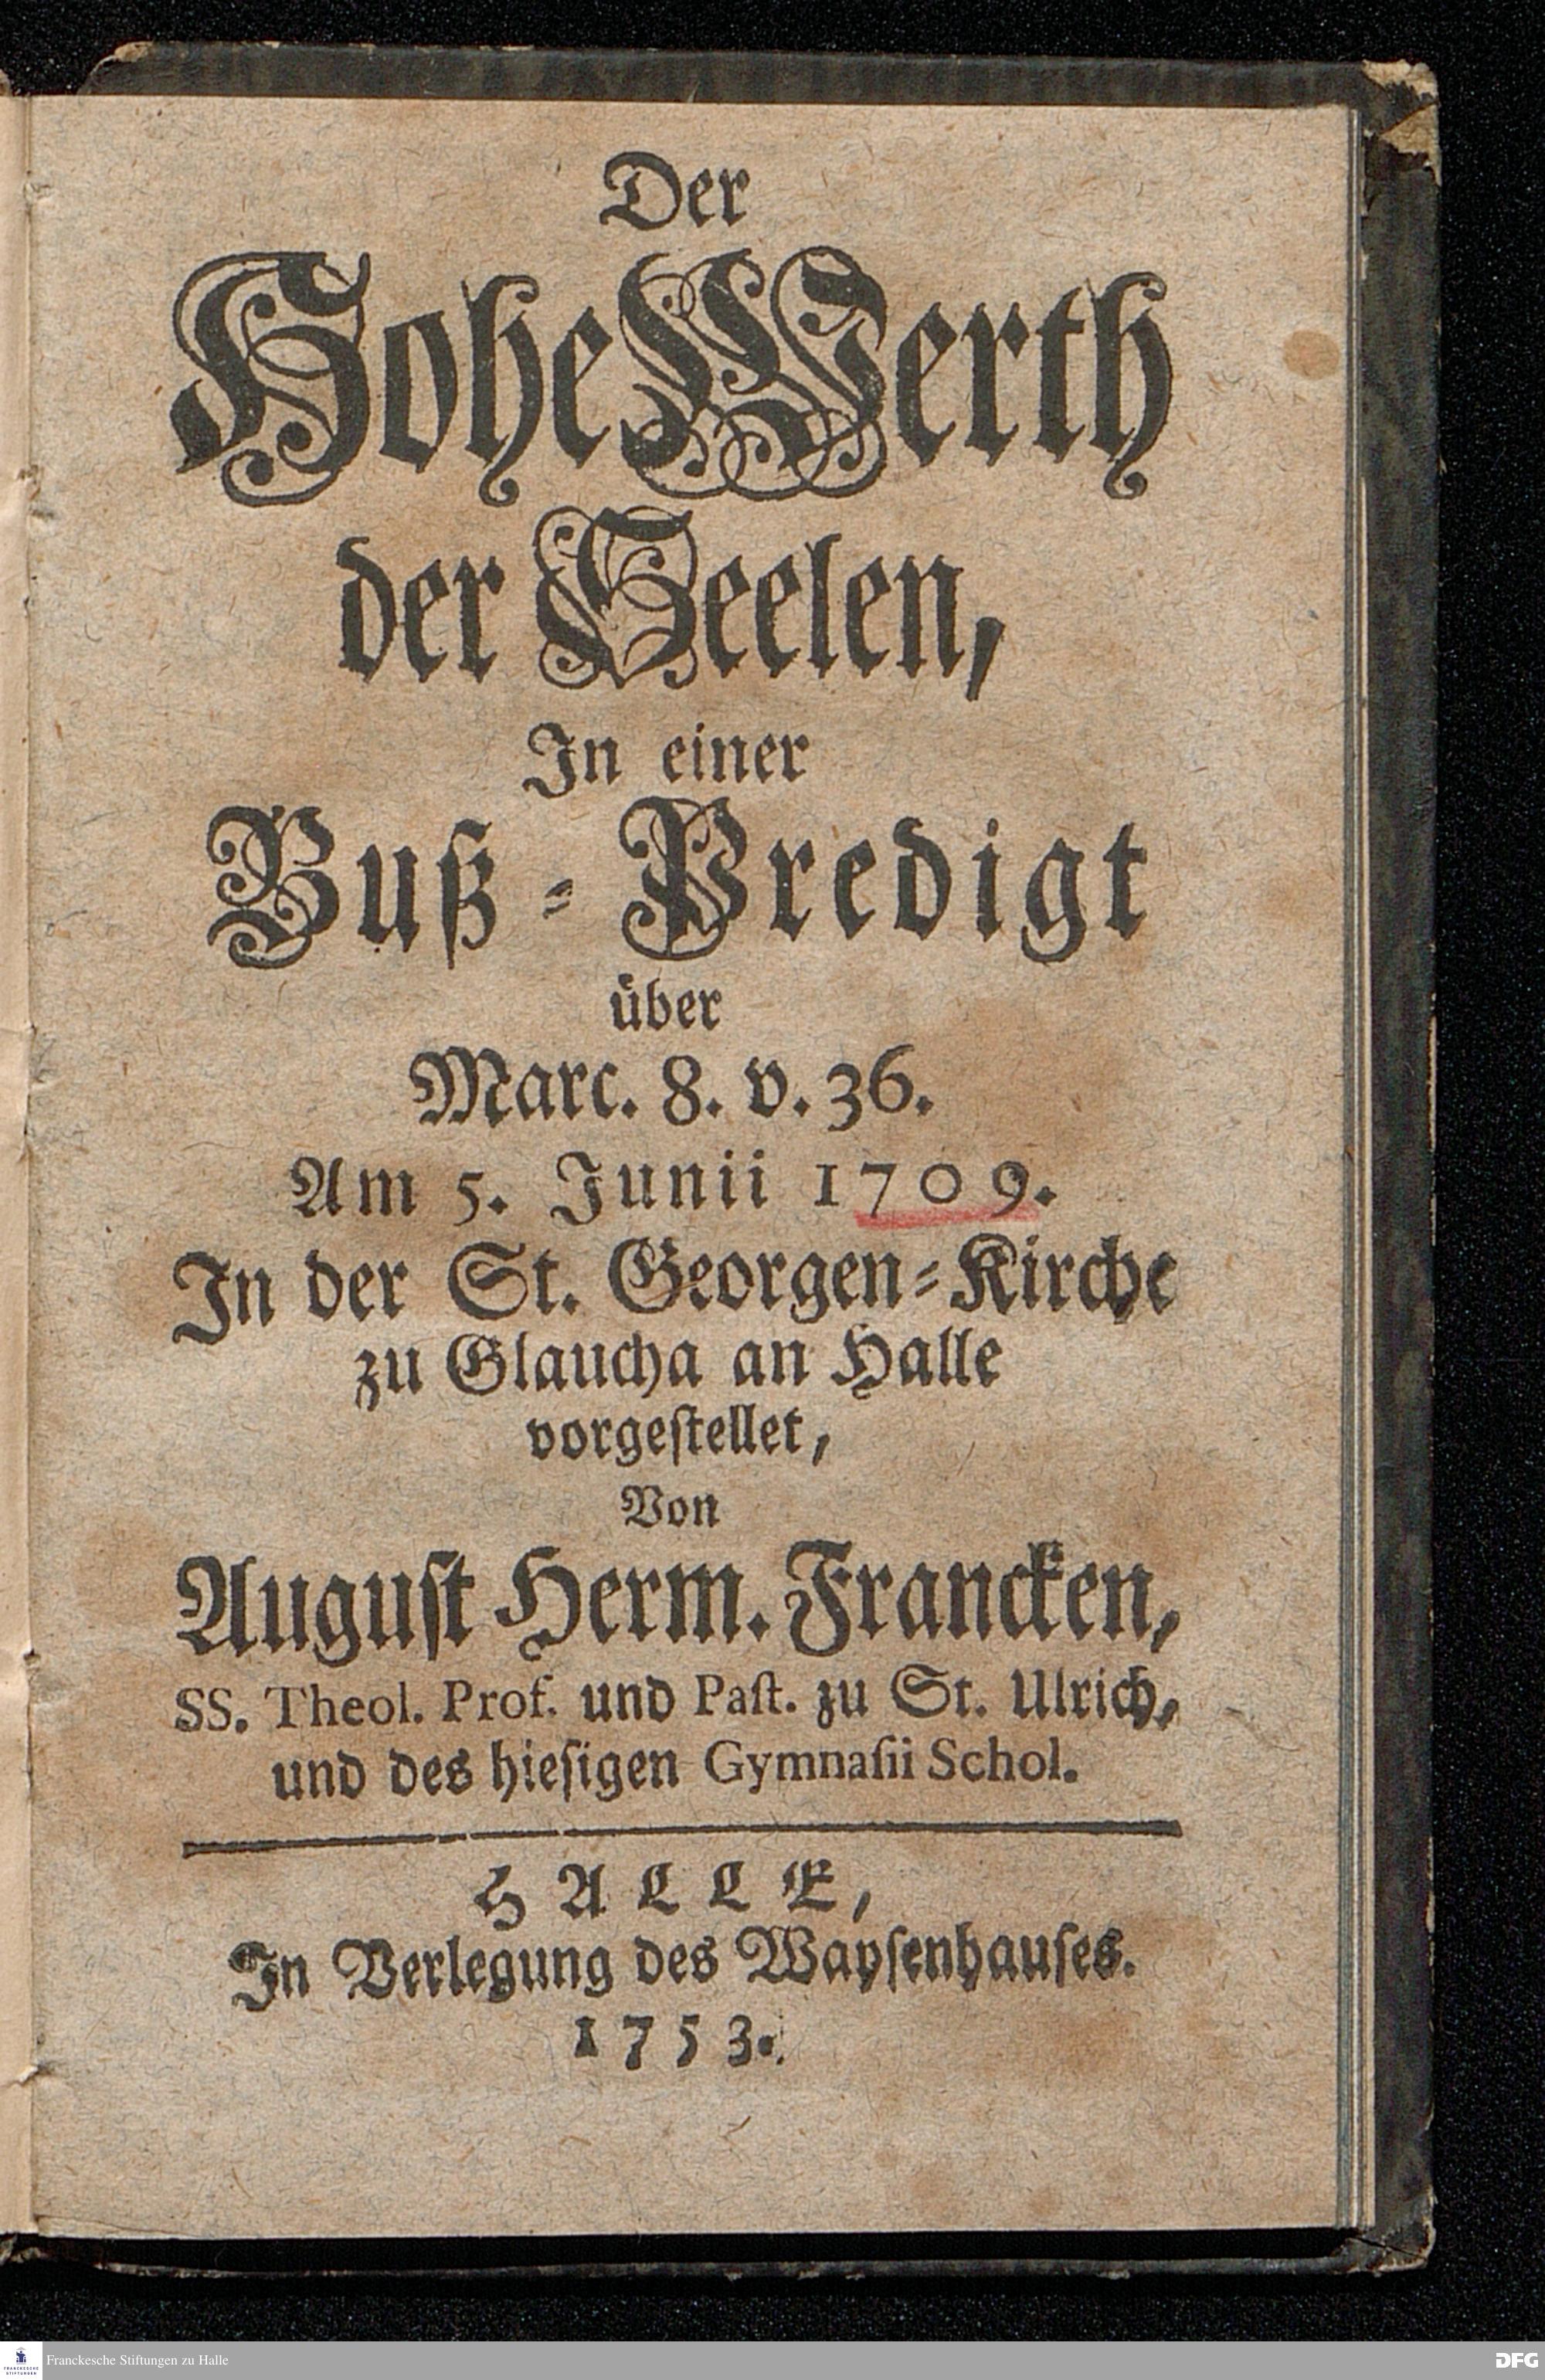 Der
Hohe Werth
der Seelen,
In einer
Buß-Predigt
über
Marc. 8. v. 36.
Am 5. Junii 1709.
In der St. Georgen-Kirche
zu Glaucha an Halle
vorgestellet,
Von
August Herm. Francken,
SS. Theol. Prof. und Past. zu St. Ulrich,
und des hiesigen Gymnasii Schol.
HALLE,
In Verlegung des Waysenhauses.
1753.
FRANCKESCHE
STIFTUNGEN
Franckesche Stiftungen zu Halle
DFG